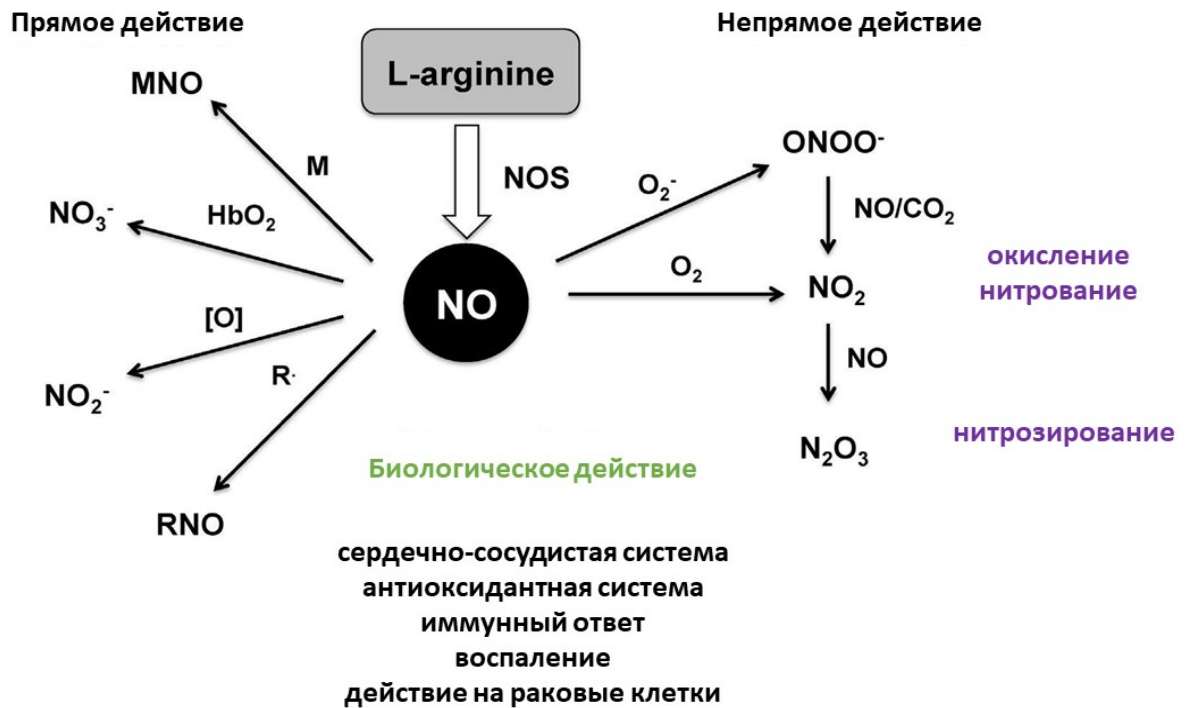 Прямое действие
Непрямое действие
L-arginine
MNO
M
NOS
ONOO⁻
O₂⁻
NO₃⁻
HbO₂
NO/CO₂
NO
O₂
NO₂
окисление
нитрование
[O]
NO₂⁻
R·
NO
N₂O₃
нитрозирование
RNO
Биологическое действие
сердечно-сосудистая система
антиоксидантная система
иммунный ответ
воспаление
действие на раковые клетки